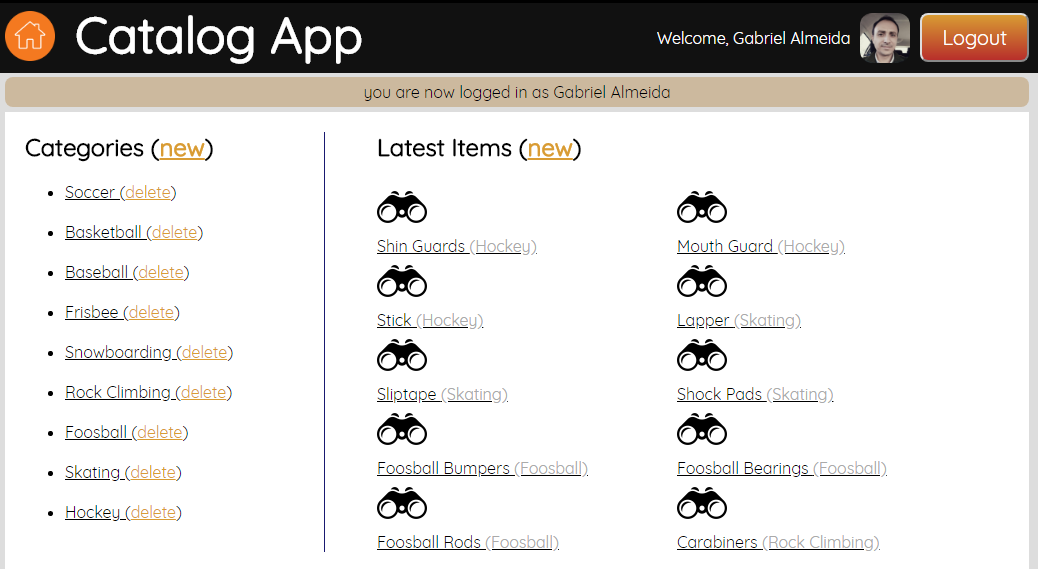 Catalog App
Welcome, Gabriel Almeida
Logout
you are now logged in as Gabriel Almeida
Categories (new)
Soccer (delete)
Basketball (delete)
Baseball (delete)
Frisbee (delete)
Snowboarding (delete)
Rock Climbing (delete)
Foosball (delete)
Skating (delete)
Hockey (delete)
Latest Items (new)
Shin Guards (Hockey)
Mouth Guard (Hockey)
Stick (Hockey)
Lapper (Skating)
Sliptape (Skating)
Shock Pads (Skating)
Foosball Bumpers (Foosball)
Foosball Bearings (Foosball)
Foosball Rods (Foosball)
Carabiners (Rock Climbing)